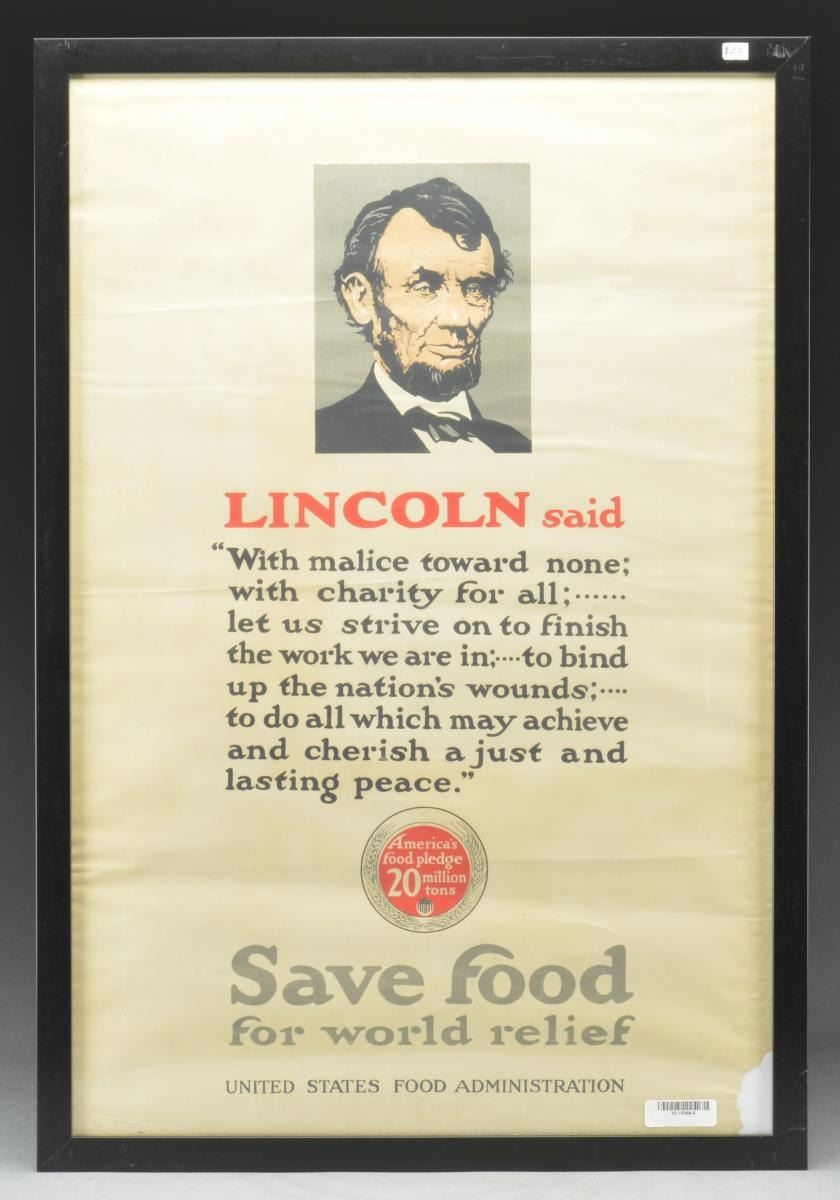 LINCOLN said
“With malice toward none;
with charity for all;······
let us strive on to finish
the work we are in;····to bind
up the nation's wounds;····
to do all which may achieve
and cherish a just and
lasting peace.”
America's
food pledge
20 million
tons
Save food
for world relief
UNITED STATES FOOD ADMINISTRATION